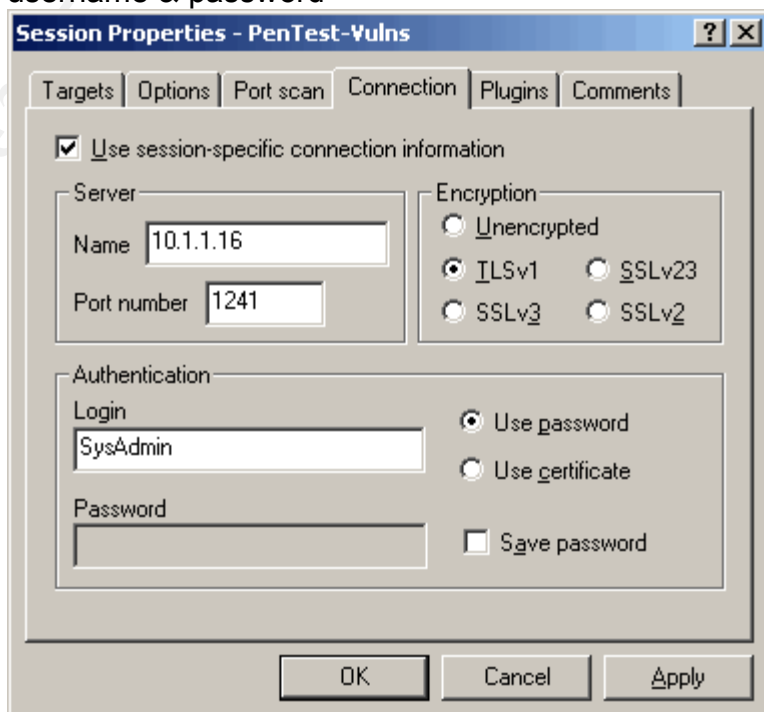 username & password
Session Properties - PenTest-Vulns
Targets Options Port scan Connection Plugins Comments
Use session-specific connection information
Server
Name 10.1.1.16
Port number 1241
Encryption
Unencrypted
TLSv1 SSLv23
SSLv3 SSLv2
Authentication
Login
SysAdmin
Password
Use password
Use certificate
Save password
OK Cancel Apply